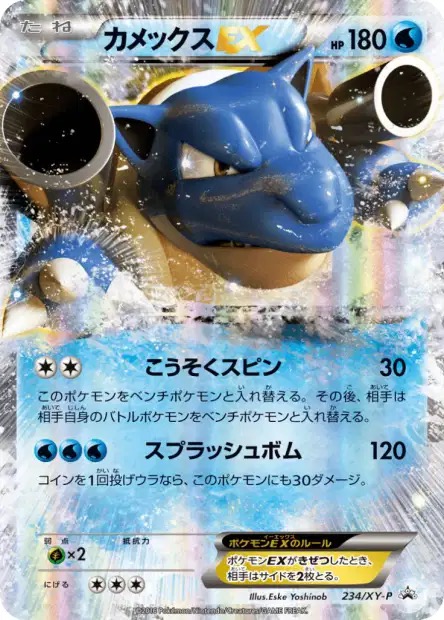 たね カメックスEX HP180
こうそくスピン 30
このポケモンをベンチポケモンと入れ替える。その後、相手は
相手自身のバトルポケモンをベンチポケモンと入れ替える。
スプラッシュボム 120
コインを1回投げウラなら、このポケモンにも30ダメージ。
弱点 抵抗力
×2
ポケモンEXのルール
ポケモンEXがきぜつしたとき、
相手はサイドを2枚とる。
にげる
Illus.Eske Yoshinob 234/XY-P
©2016 Pokémon/Nintendo/Creatures/GAME FREAK.